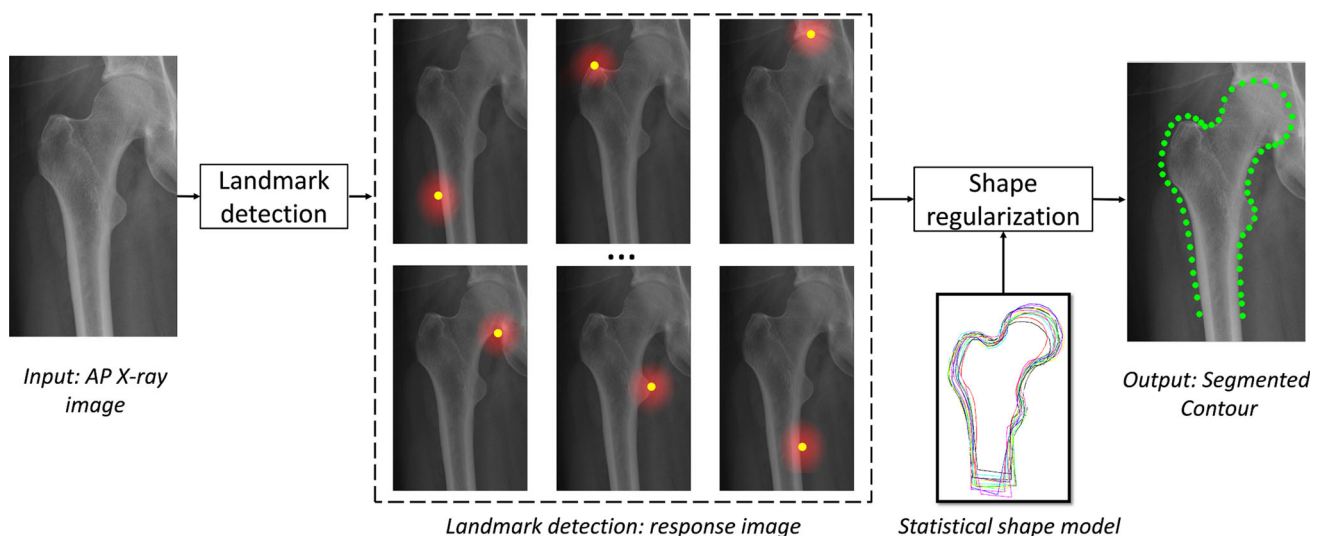 Landmark
detection
Shape
regularization
Input: AP X-ray
image
...
Output: Segmented
Contour
Landmark detection: response image
Statistical shape model